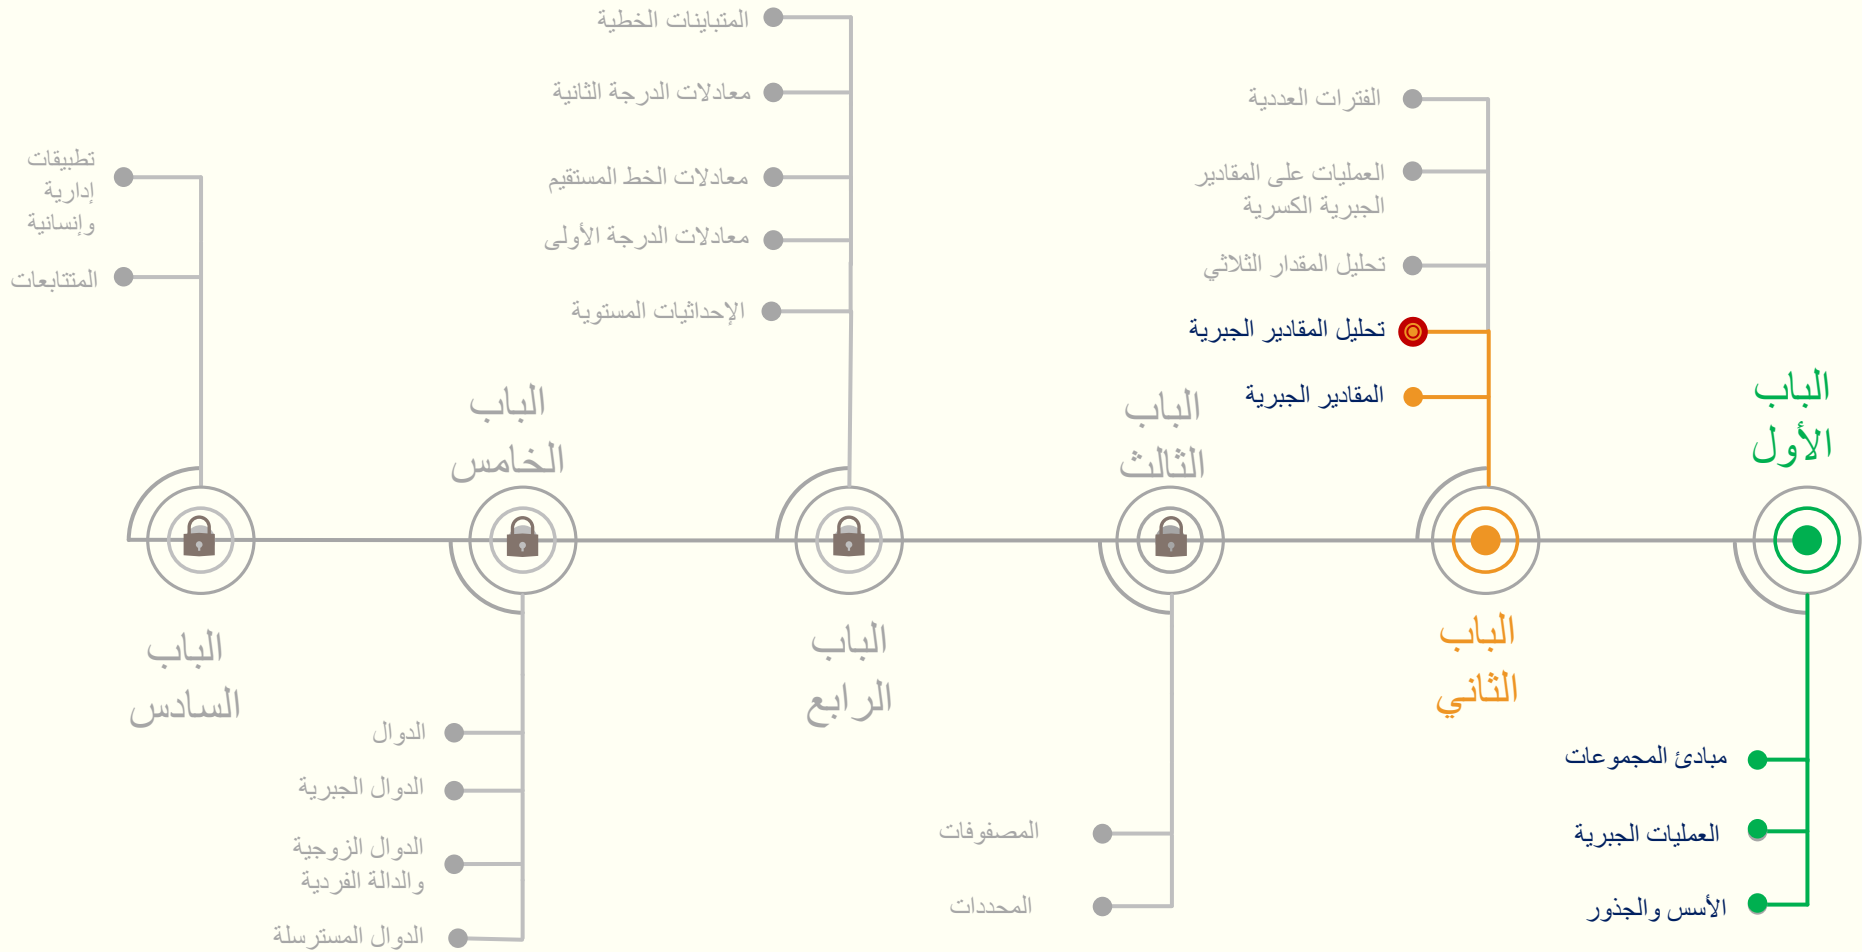 الباب
الأول
مبادئ المجموعات
العمليات الجبرية
الأسس والجذور
الفترات العددية
العمليات على المقادير
الجبرية الكسرية
تحليل المقدار الثلاثي
تحليل المقادير الجبرية
المقادير الجبرية
الباب
الثاني
الباب
الثالث
المصفوفات
المحددات
المتباينات الخطية
معادلات الدرجة الثانية
معادلات الخط المستقيم
معادلات الدرجة الأولى
الإحداثيات المستوية
الباب
الرابع
الباب
الخامس
الدوال
الدوال الجبرية
الدوال الزوجية
والدالة الفردية
الدوال المسترسلة
تطبيقات
إدارية
وإنسانية
المتتابعات
الباب
السادس